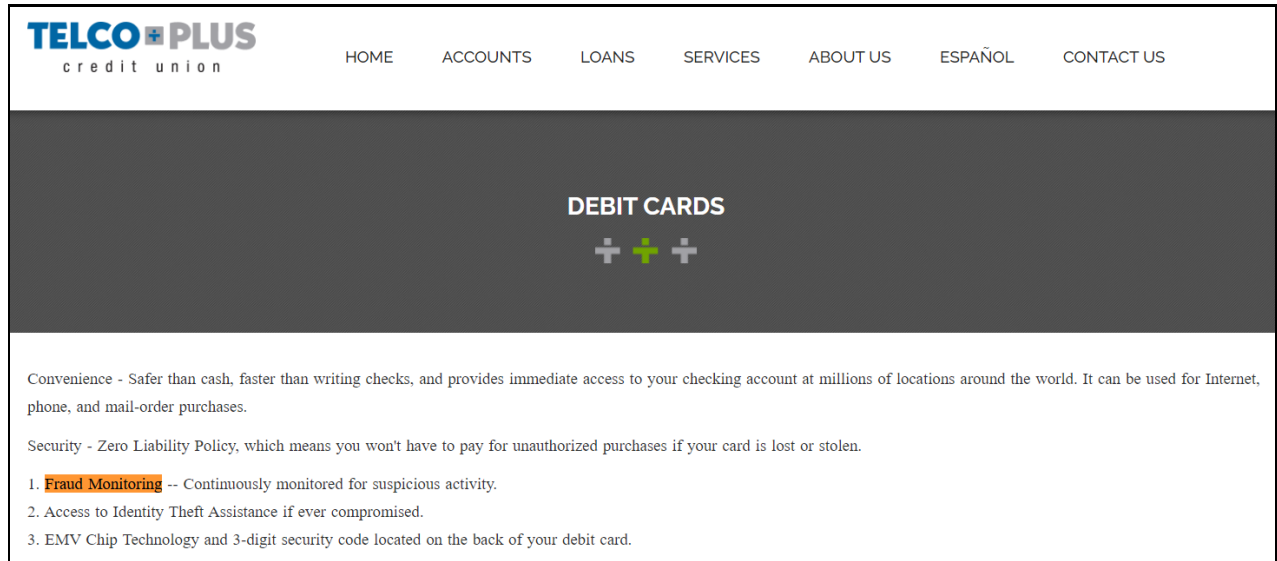 TELCO PLUS
credit union
HOME ACCOUNTS LOANS SERVICES ABOUT US ESPAÑOL CONTACT US
DEBIT CARDS
Convenience - Safer than cash, faster than writing checks, and provides immediate access to your checking account at millions of locations around the world. It can be used for Internet,
phone, and mail-order purchases.
Security - Zero Liability Policy, which means you won't have to pay for unauthorized purchases if your card is lost or stolen.
1. Fraud Monitoring -- Continuously monitored for suspicious activity.
2. Access to Identity Theft Assistance if ever compromised.
3. EMV Chip Technology and 3-digit security code located on the back of your debit card.